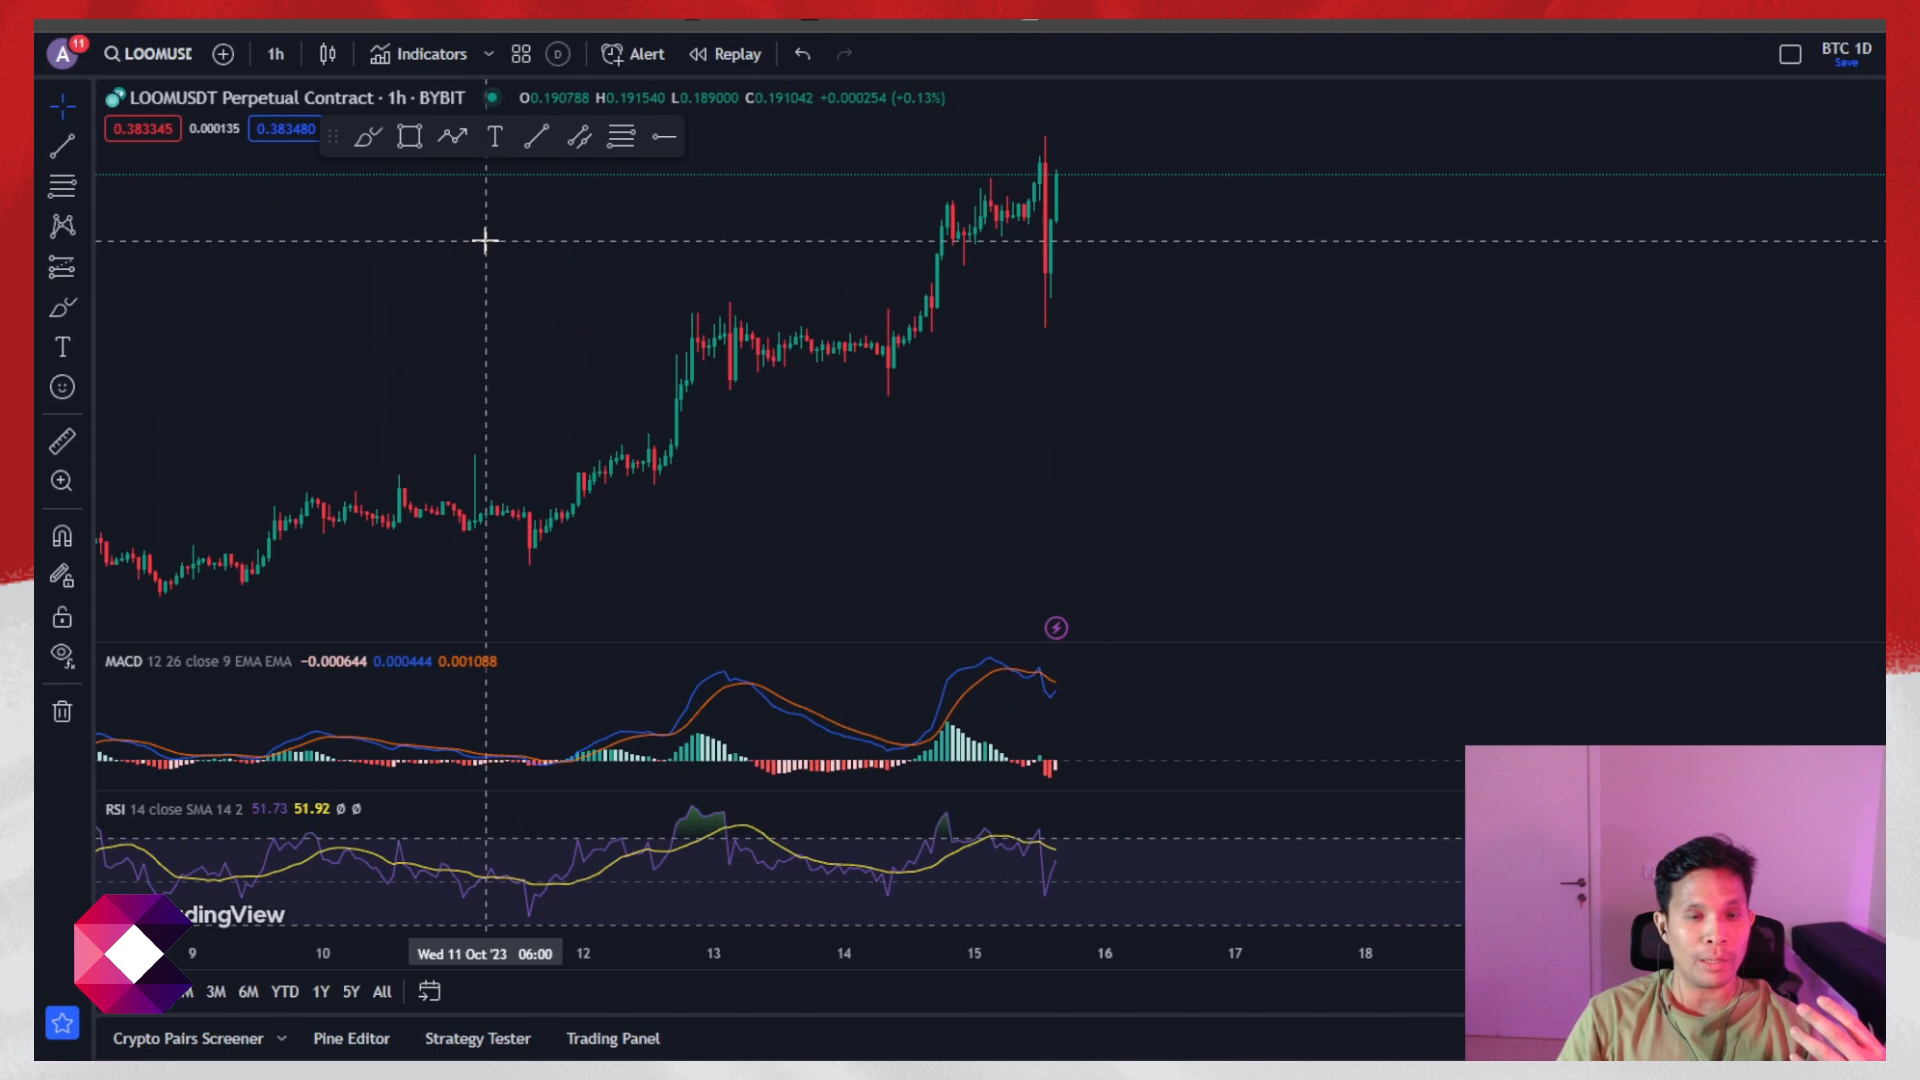 A
11
LOOMUSD
1h
Indicators
D
Alert
Replay
BTC 1D
Save
LOOMUSDT Perpetual Contract · 1h · BYBIT
O0.190788 H0.191540 L0.189000 C0.191042 +0.000254 (+0.13%)
0.383345 0.000135 0.383480
MACD 12 26 close 9 EMA EMA −0.000644 0.000444 0.001088
RSI 14 close SMA 14 2 51.73 51.92 Ø Ø
dingView
9 10 Wed 11 Oct '23 06:00 12 13 14 15 16 17 18
M 3M 6M YTD 1Y 5Y All
Crypto Pairs Screener Pine Editor Strategy Tester Trading Panel